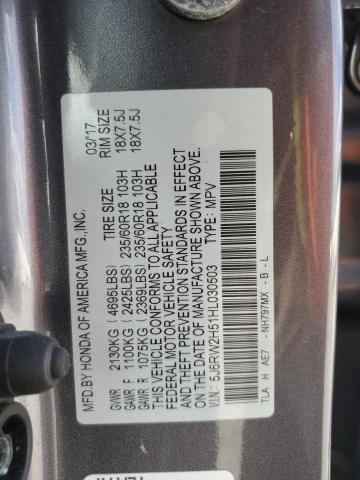 MFD.BY HONDA OF AMERICA MFG.,INC. 03/17
TIRE SIZE RIM SIZE
GVWR 2130KG (4695LBS)
GAWR F 1100KG (2425LBS) 235/60R18 103H 18X7.5J
GAWR R 1075KG (2369LBS) 235/60R18 103H 18X7.5J
THIS VEHICLE CONFORMS TO ALL APPLICABLE
FEDERAL MOTOR VEHICLE SAFETY
AND THEFT PREVENTION STANDARDS IN EFFECT
ON THE DATE OF MANUFACTURE SHOWN ABOVE.
V.I.N.: 5J6RW2H51HL030503 TYPE: MPV
TLA H AE7 - NH797MX - B - L